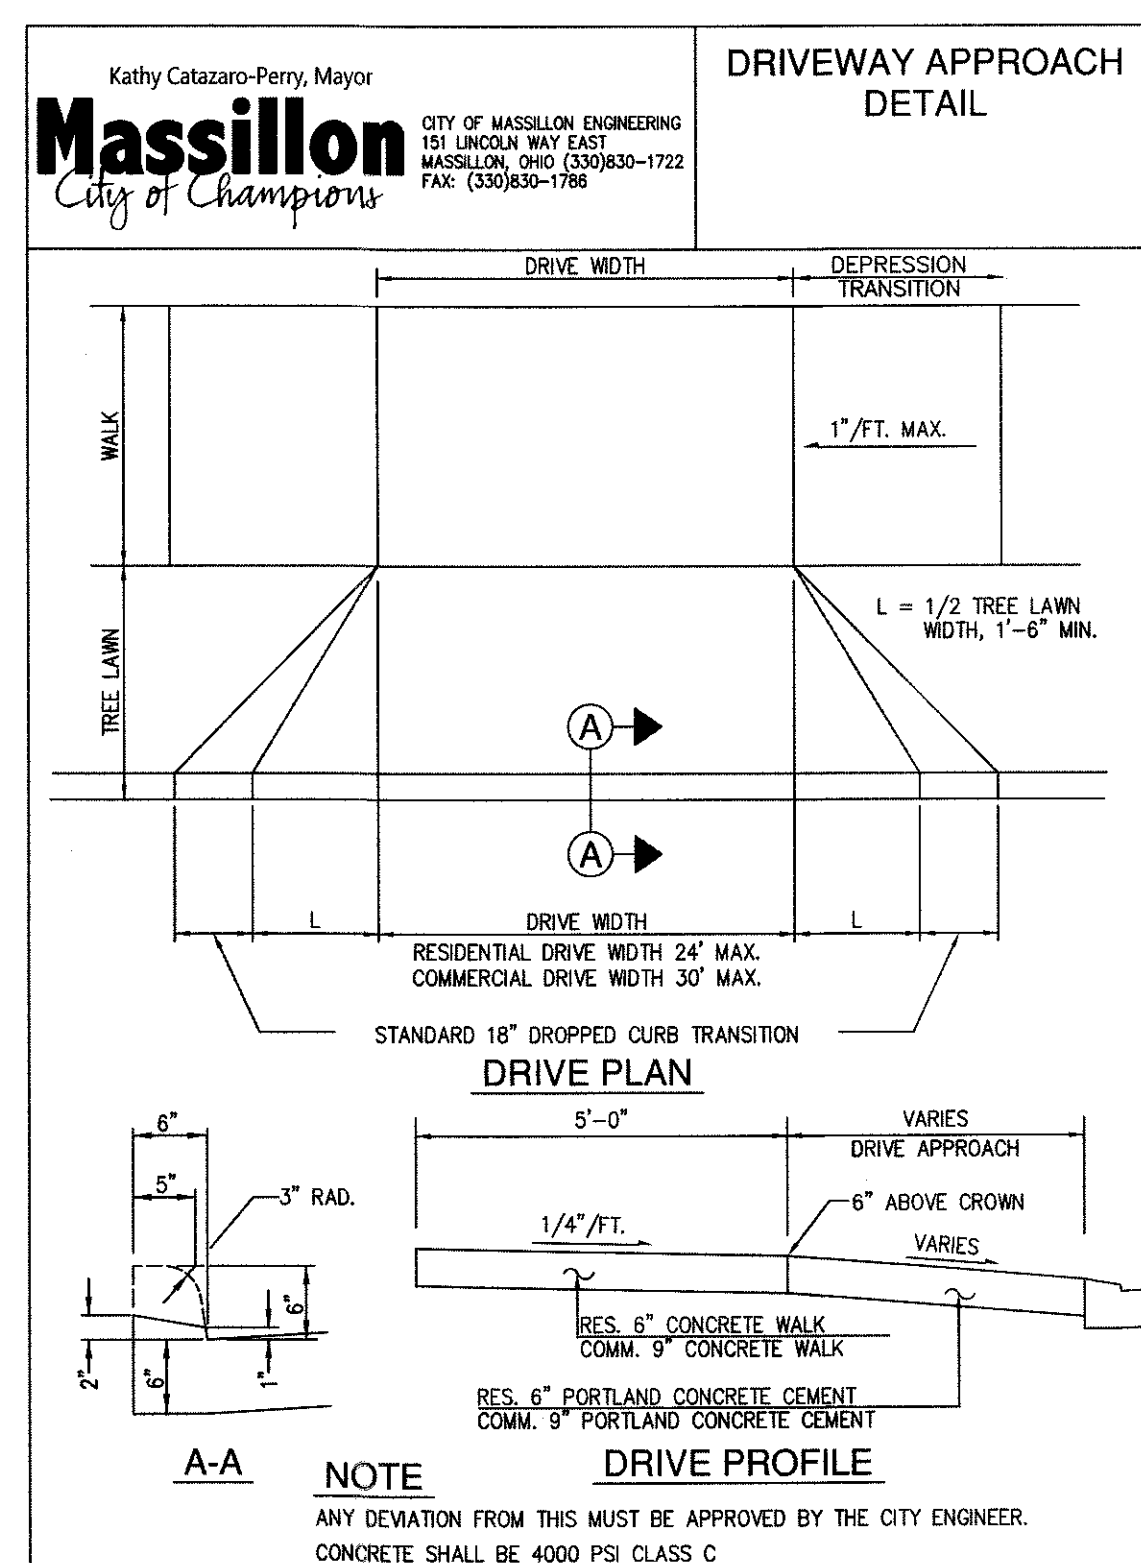 Kathy Catazaro-Perry, Mayor
Massillon
City of Champions
CITY OF MASSILLON ENGINEERING
151 LINCOLN WAY EAST
MASSILLON, OHIO (330)830-1722
FAX: (330)830-1786
DRIVEWAY APPROACH
DETAIL
DRIVE WIDTH
DEPRESSION
TRANSITION
WALK
1"/FT. MAX.
TREE LAWN
L = 1/2 TREE LAWN
WIDTH, 1'-6" MIN.
A
A
L
DRIVE WIDTH
L
RESIDENTIAL DRIVE WIDTH 24' MAX.
COMMERCIAL DRIVE WIDTH 30' MAX.
STANDARD 18" DROPPED CURB TRANSITION
DRIVE PLAN
6"
5"
3" RAD.
6"
2"
6"
1"
A-A
5'-0"
VARIES
DRIVE APPROACH
6" ABOVE CROWN
1/4"/FT.
VARIES
RES. 6" CONCRETE WALK
COMM. 9" CONCRETE WALK
RES. 6" PORTLAND CONCRETE CEMENT
COMM. 9" PORTLAND CONCRETE CEMENT
DRIVE PROFILE
NOTE
ANY DEVIATION FROM THIS MUST BE APPROVED BY THE CITY ENGINEER.
CONCRETE SHALL BE 4000 PSI CLASS C